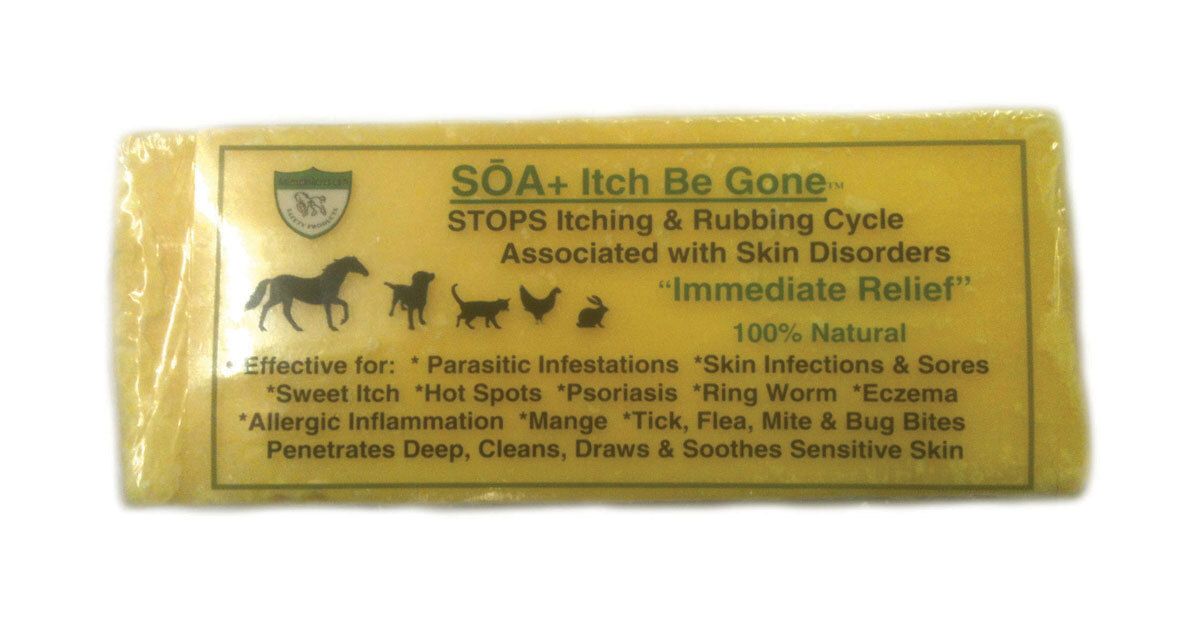 SŌA+ Itch Be Gone™
STOPS Itching & Rubbing Cycle
Associated with Skin Disorders
"Immediate Relief"
100% Natural
• Effective for: * Parasitic Infestations *Skin Infections & Sores
*Sweet Itch *Hot Spots *Psoriasis *Ring Worm *Eczema
*Allergic Inflammation *Mange *Tick, Flea, Mite & Bug Bites
Penetrates Deep, Cleans, Draws & Soothes Sensitive Skin
SAFETY PRODUCTS